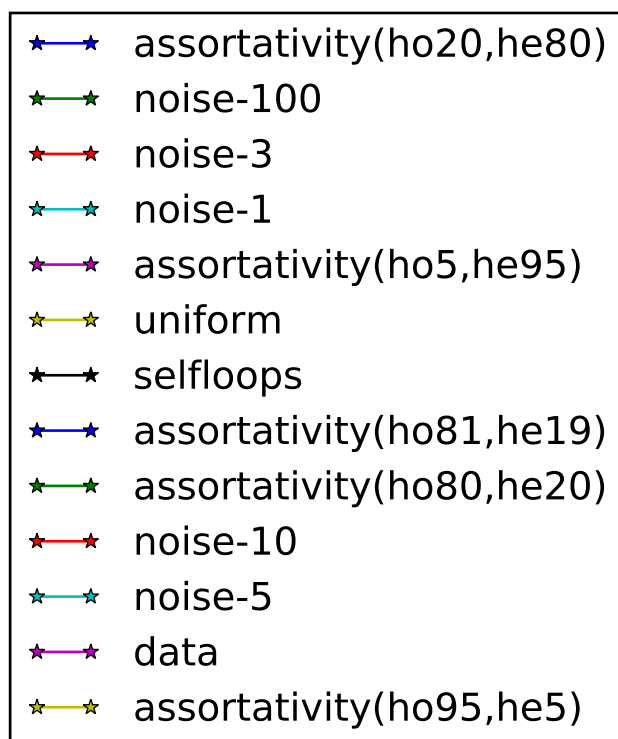 assortativity(ho20,he80)
noise-100
noise-3
noise-1
assortativity(ho5,he95)
uniform
selfloops
assortativity(ho81,he19)
assortativity(ho80,he20)
noise-10
noise-5
data
assortativity(ho95,he5)